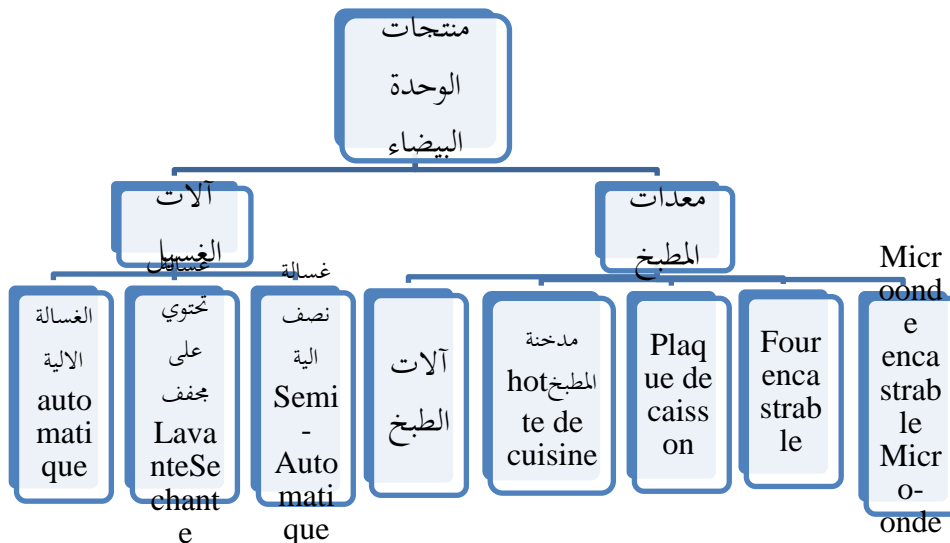 منتجات
الوحدة
البيضاء
آلات
الغسيل
معدات
المطبخ
الغسالة
الالية
auto
mati
que
غسالة
تحتوي
على
مجفف
Lava
nteSe
chant
e
غسالة
نصف
الية
Semi
-
Auto
mati
que
آلات
الطبخ
مدخنة
المطبخhot
te de
cuisine
Plaq
ue de
caiss
on
Four
enca
strab
le
Micr
oond
e
enca
strab
le
Micr
o-
onde